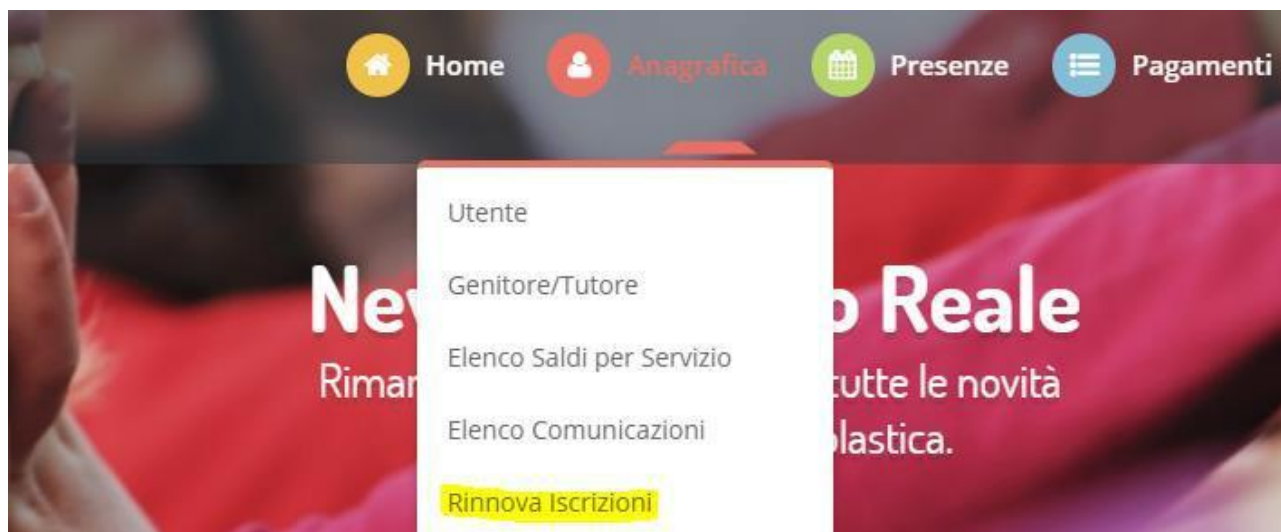 Home Anagrafica Presenze Pagamenti
Utente
Genitore/Tutore
Elenco Saldi per Servizio
Elenco Comunicazioni
Rinnova Iscrizioni
Reale
tutte le novità